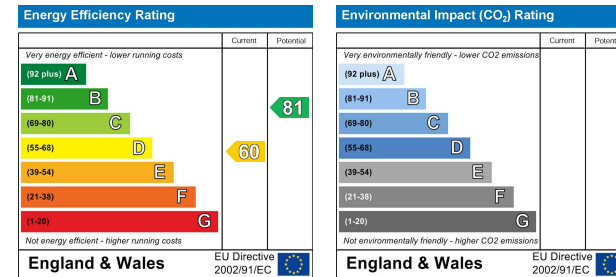 Energy Efficiency Rating
Current Potential
Very energy efficient - lower running costs
(92 plus) A
(81-91) B
(69-80) C
(55-68) D
(39-54) E
(21-38) F
(1-20) G
81
60
Not energy efficient - higher running costs
England & Wales
EU Directive
2002/91/EC
Environmental Impact (CO2) Rating
Current Potent
Very environmentally friendly - lower CO2 emissions
(92 plus) A
(81-91) B
(69-80) C
(55-68) D
(39-54) E
(21-38) F
(1-20) G
Not environmentally friendly - higher CO2 emissions
England & Wales
EU Directive
2002/91/EC